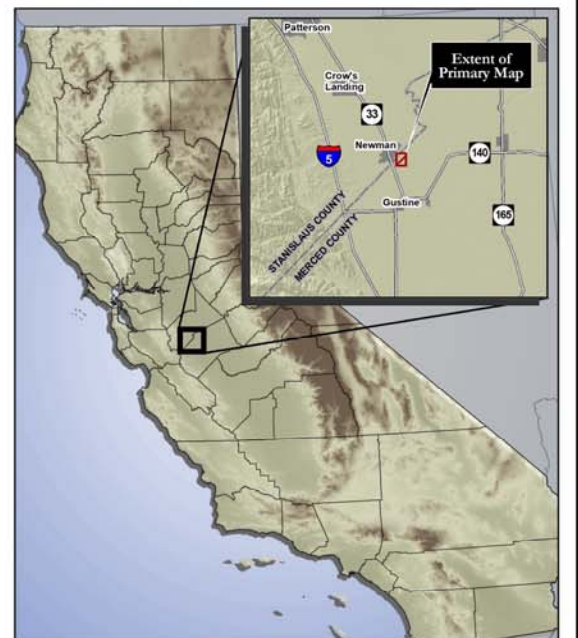 Patterson
Extent of
Primary Map
Crow's
Landing
33
Newman
5
140
Gustine
165
STANISLAUS COUNTY
MERCED COUNTY